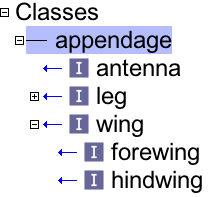 Classes
appendage
I antenna
I leg
I wing
I forewing
I hindwing